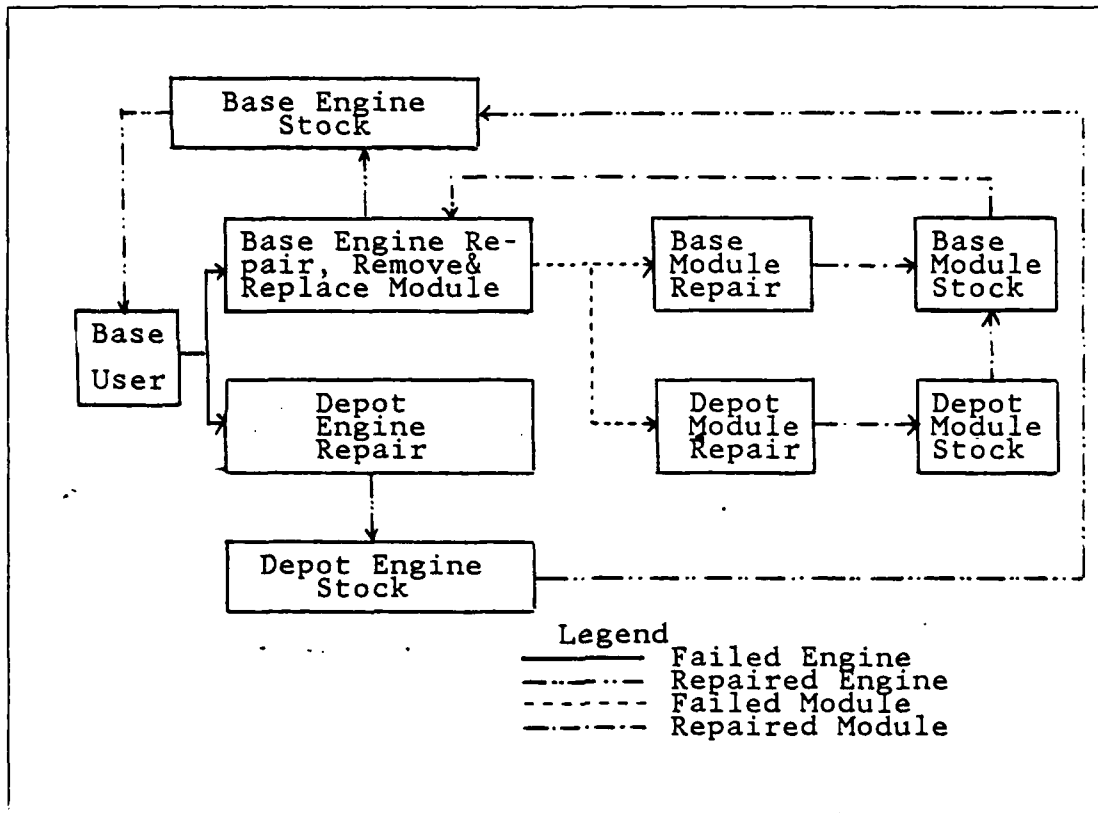 Base Engine
Stock
Base Engine Re-
pair, Remove&
Replace Module
Base
Module
Repair
Base
Module
Stock
Base
User
Depot
Engine
Repair
Depot
Module
Repair
Depot
Module
Stock
Depot Engine
Stock
Legend
Failed Engine
Repaired Engine
Failed Module
Repaired Module